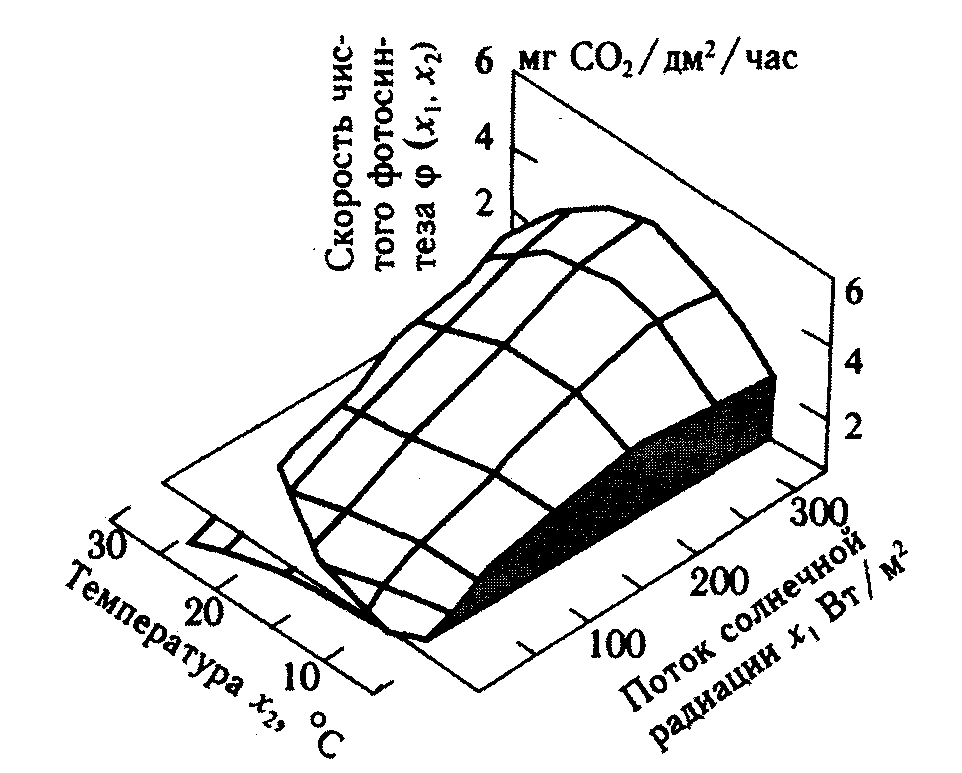 Скорость чис-
того фотосин-
теза φ (x₁, x₂)
6 мг CO₂/дм²/час
4
2
6
4
2
300
200
100
Поток солнечной
радиации x₁ Вт/м²
30
20
10
Температура x₂, °C